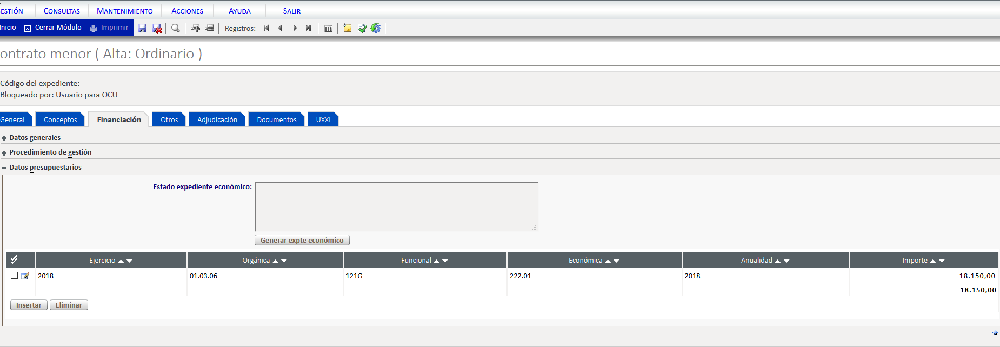 ESTIÓN CONSULTAS MANTENIMIENTO ACCIONES AYUDA SALIR
Inicio Cerrar Módulo Imprimir Registros:
ontrato menor ( Alta: Ordinario )
Código del expediente:
Bloqueado por: Usuario para OCU
General Conceptos Financiación Otros Adjudicación Documentos UXXI
Datos generales
Procedimiento de gestión
Datos presupuestarios
Estado expediente económico:
Generar expte económico
Ejercicio Orgánica Funcional Económica Anualidad Importe
2018 01.03.06 121G 222.01 2018 18.150,00
18.150,00
Insertar Eliminar